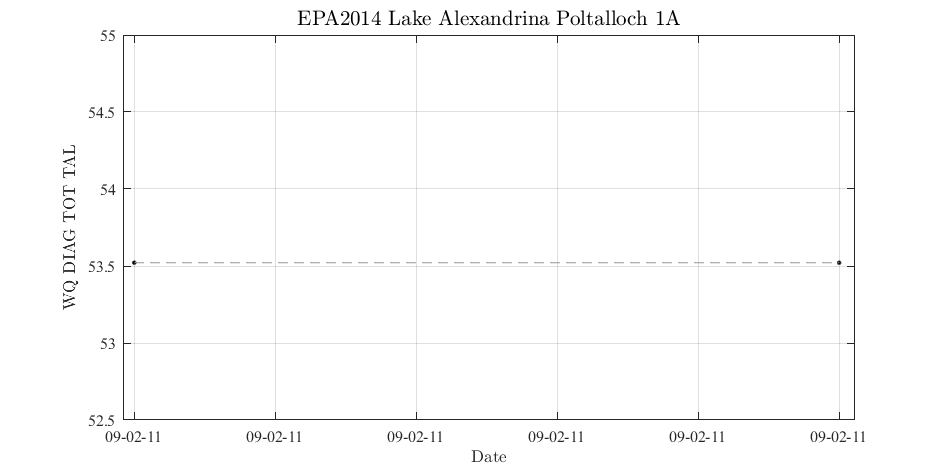 EPA2014 Lake Alexandrina Poltalloch 1A
WQ DIAG TOT TAL
55
54.5
54
53.5
53
52.5
09-02-11 09-02-11 09-02-11 09-02-11 09-02-11 09-02-11
Date